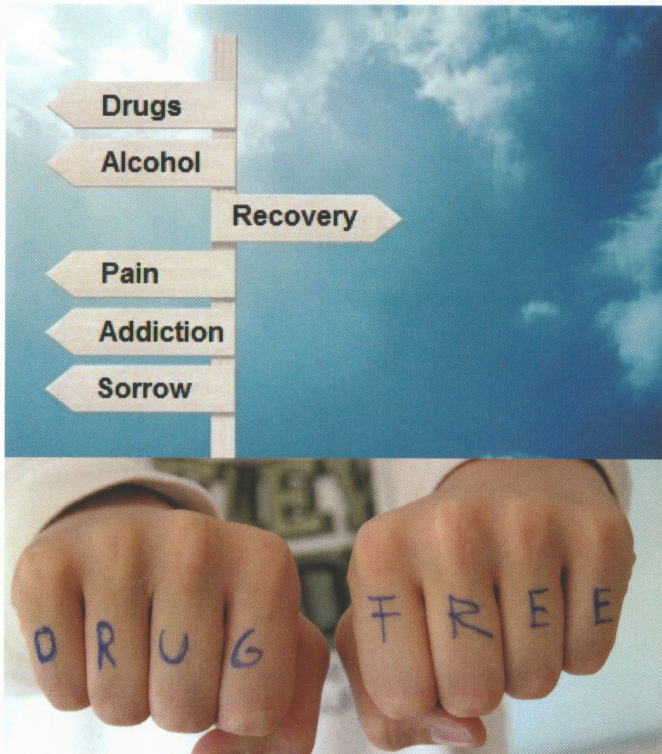 Drugs
Alcohol
Recovery
Pain
Addiction
Sorrow
DRUG FREE